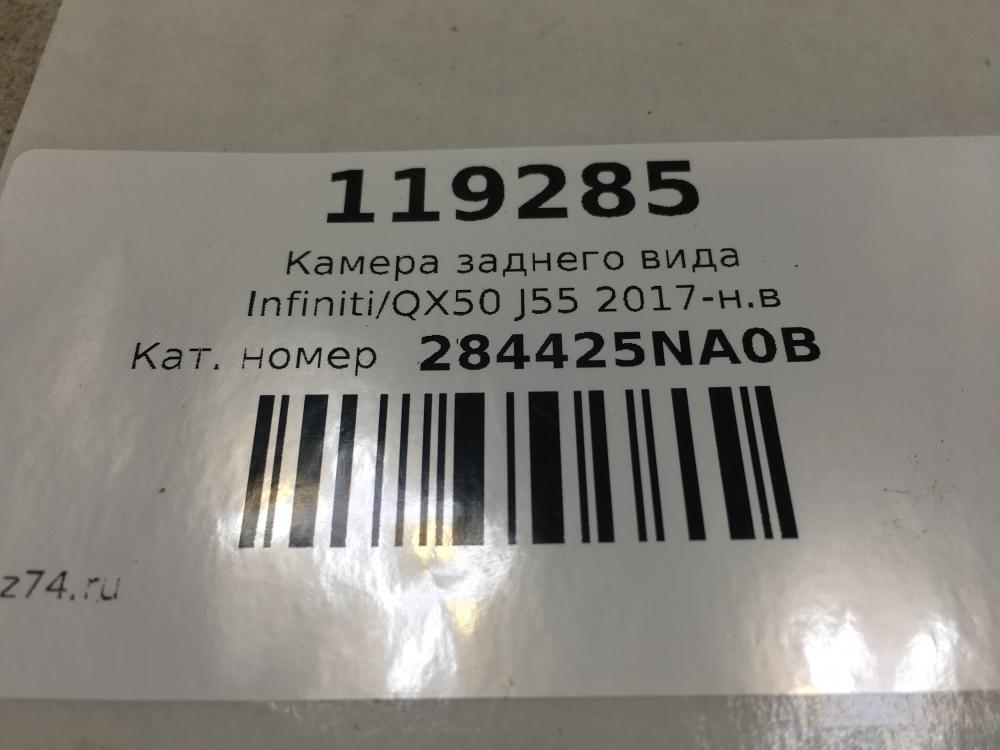 119285
Камера заднего вида
Infiniti/QX50 J55 2017-н.в
Кат. номер 284425NA0B
z74.ru